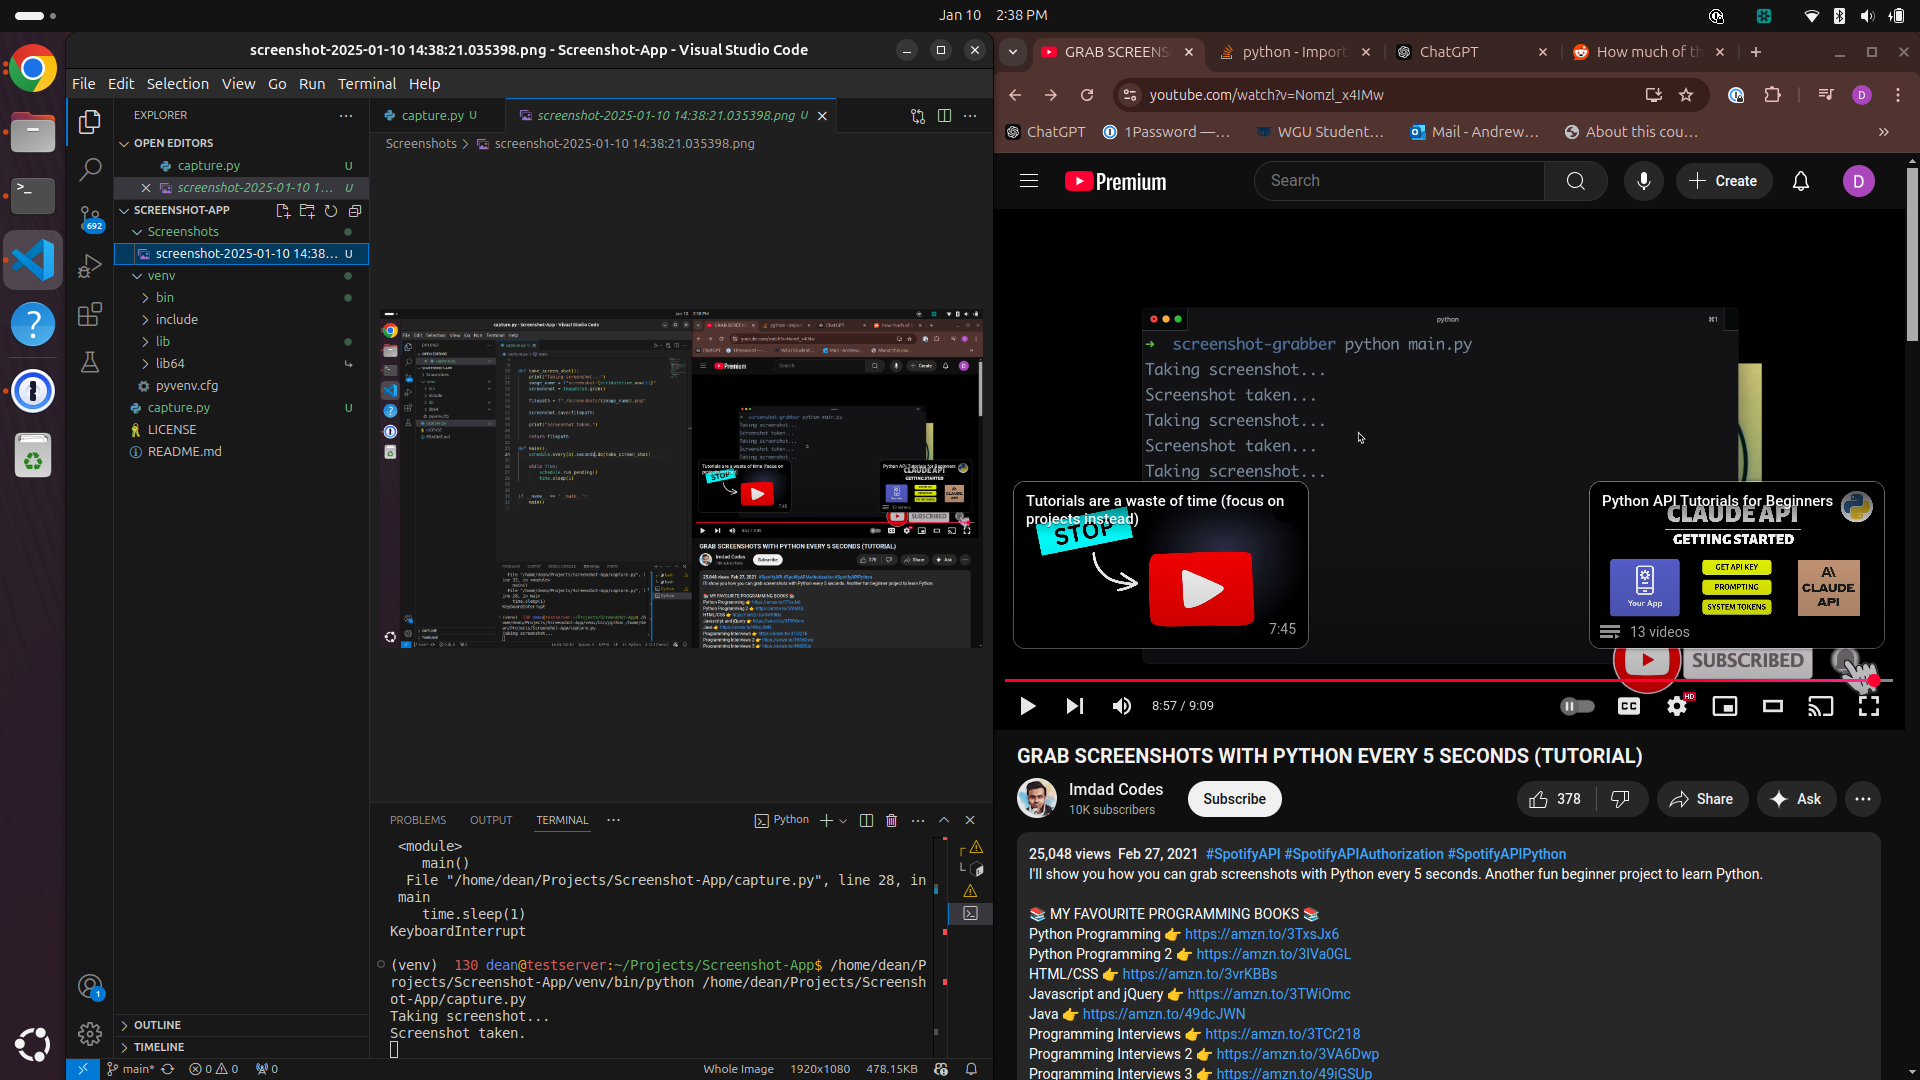 Jan 10 2:38 PM
screenshot-2025-01-10 14:38:21.035398.png - Screenshot-App - Visual Studio Code
File Edit Selection View Go Run Terminal Help
EXPLORER
OPEN EDITORS
capture.py U
screenshot-2025-01-10 1... U
SCREENSHOT-APP
Screenshots
screenshot-2025-01-10 14:38... U
venv
bin
include
lib
lib64
pyvenv.cfg
capture.py U
LICENSE
README.md
OUTLINE
TIMELINE
692
1
capture.py U
screenshot-2025-01-10 14:38:21.035398.png U
Screenshots > screenshot-2025-01-10 14:38:21.035398.png
PROBLEMS OUTPUT TERMINAL
Python
<module>
main()
File "/home/dean/Projects/Screenshot-App/capture.py", line 28, in
main
time.sleep(1)
KeyboardInterrupt
(venv) 130 dean@testserver:~/Projects/Screenshot-App$ /home/dean/P
rojects/Screenshot-App/venv/bin/python /home/dean/Projects/Screensh
ot-App/capture.py
Taking screenshot...
Screenshot taken.
main* 0 0 0
Whole Image 1920x1080 478.15KB
GRAB SCREENS
python - Import
ChatGPT
How much of th
youtube.com/watch?v=Nomzl_x4IMw
D
ChatGPT 1Password —... WGU Student... Mail - Andrew... About this cou...
Premium
Search
Create
D
python
⌘1
→ screenshot-grabber python main.py
Taking screenshot...
Screenshot taken...
Taking screenshot...
Screenshot taken...
Taking screenshot...
Tutorials are a waste of time (focus on
projects instead)
STOP
7:45
Python API Tutorials for Beginners
CLAUDE API
GETTING STARTED
Your App
GET API KEY
PROMPTING
SYSTEM TOKENS
A\
CLAUDE
API
13 videos
SUBSCRIBED
8:57 / 9:09
CC
HD
GRAB SCREENSHOTS WITH PYTHON EVERY 5 SECONDS (TUTORIAL)
Imdad Codes
10K subscribers
Subscribe
378
Share
Ask
25,048 views Feb 27, 2021 #SpotifyAPI #SpotifyAPIAuthorization #SpotifyAPIPython
I'll show you how you can grab screenshots with Python every 5 seconds. Another fun beginner project to learn Python.
📚 MY FAVOURITE PROGRAMMING BOOKS 📚
Python Programming 👉 https://amzn.to/3TxsJx6
Python Programming 2 👉 https://amzn.to/3IVa0GL
HTML/CSS 👉 https://amzn.to/3vrKBBs
Javascript and jQuery 👉 https://amzn.to/3TWiOmc
Java 👉 https://amzn.to/49dcJWN
Programming Interviews 👉 https://amzn.to/3TCr218
Programming Interviews 2 👉 https://amzn.to/3VA6Dwp
Programming Interviews 3 👉 https://amzn.to/49iGSUp